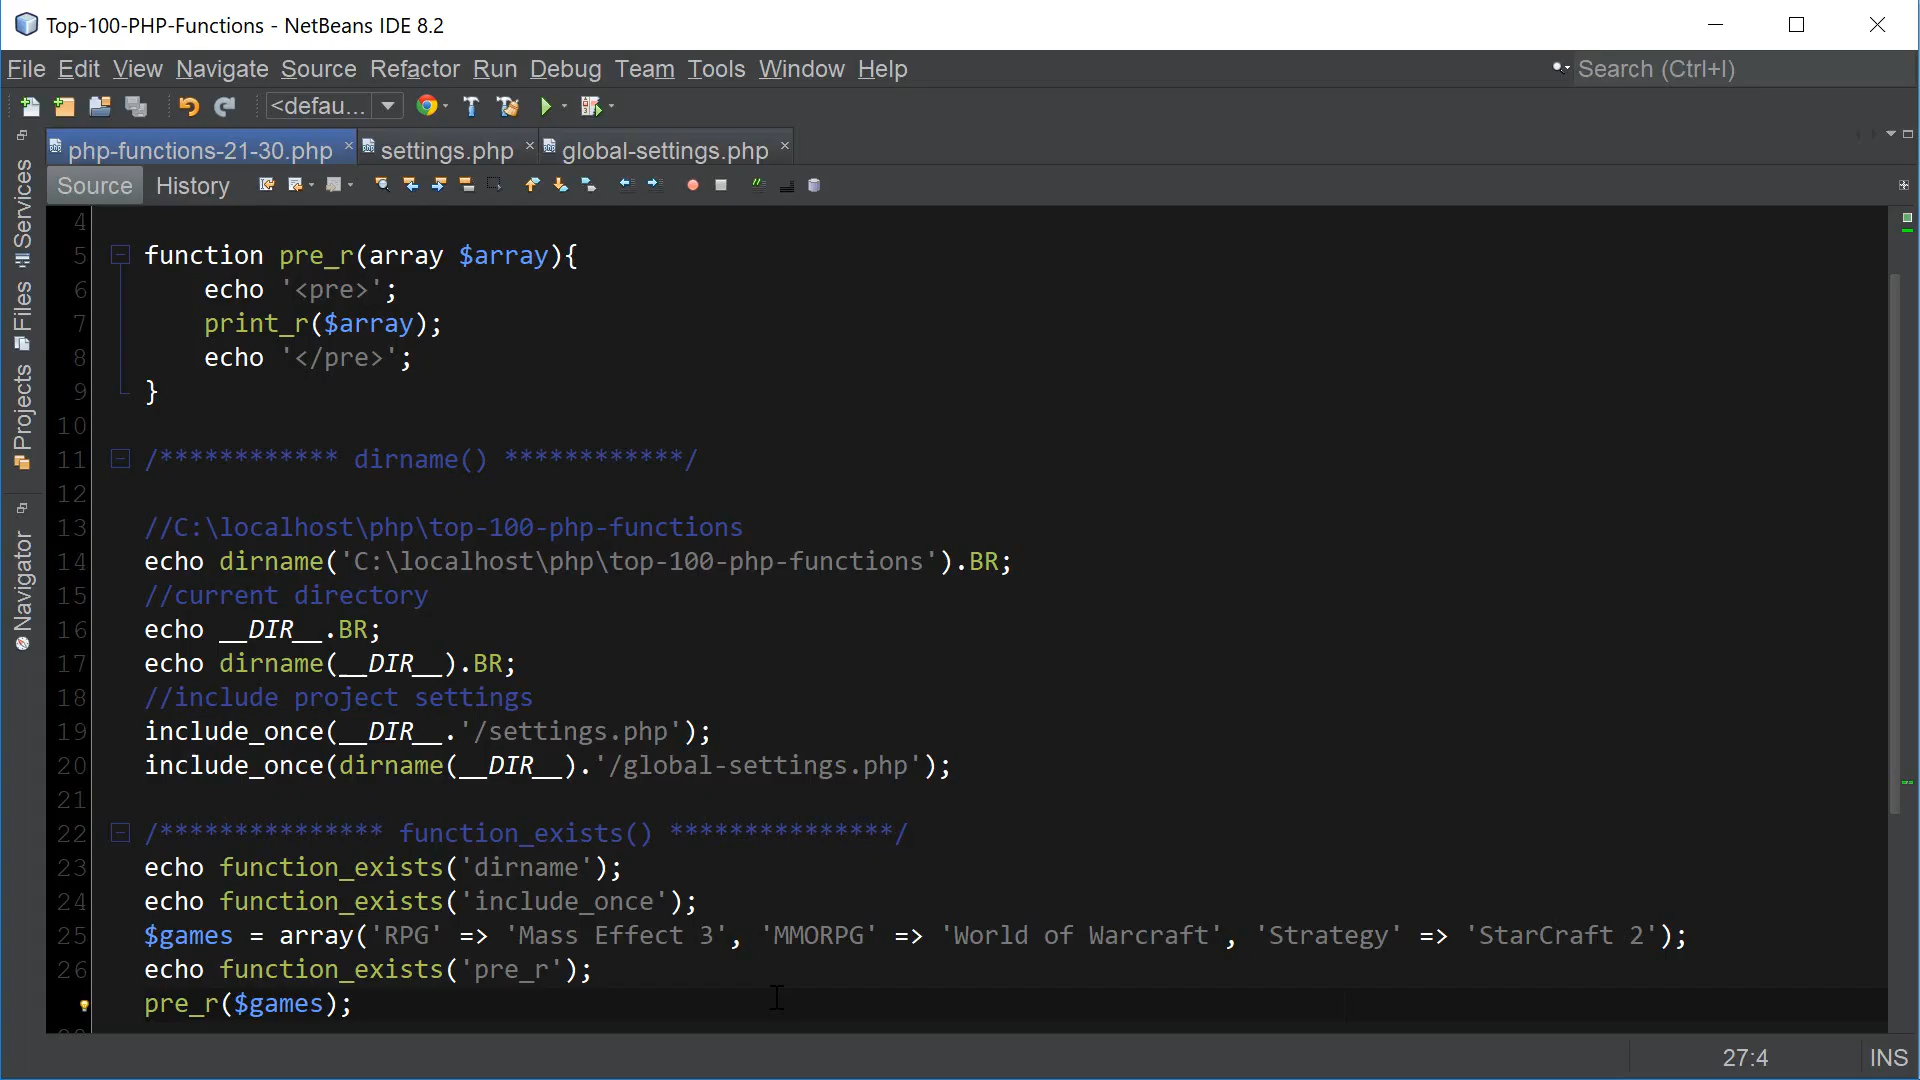 Top-100-PHP-Functions - NetBeans IDE 8.2
File Edit View Navigate Source Refactor Run Debug Team Tools Window Help
Search (Ctrl+I)
<defau...
php-functions-21-30.php settings.php global-settings.php
Source History
Services
Files
Projects
Navigator
4
5 function pre_r(array $array){
6 echo '<pre>';
7 print_r($array);
8 echo '</pre>';
9 }
10
11 /************ dirname() ************/
12
13 //C:\localhost\php\top-100-php-functions
14 echo dirname('C:\localhost\php\top-100-php-functions').BR;
15 //current directory
16 echo __DIR__.BR;
17 echo dirname(__DIR__).BR;
18 //include project settings
19 include_once(__DIR__.'/settings.php');
20 include_once(dirname(__DIR__).'/global-settings.php');
21
22 /*************** function_exists() ***************/
23 echo function_exists('dirname');
24 echo function_exists('include_once');
25 $games = array('RPG' => 'Mass Effect 3', 'MMORPG' => 'World of Warcraft', 'Strategy' => 'StarCraft 2');
26 echo function_exists('pre_r');
pre_r($games);
27:4 INS